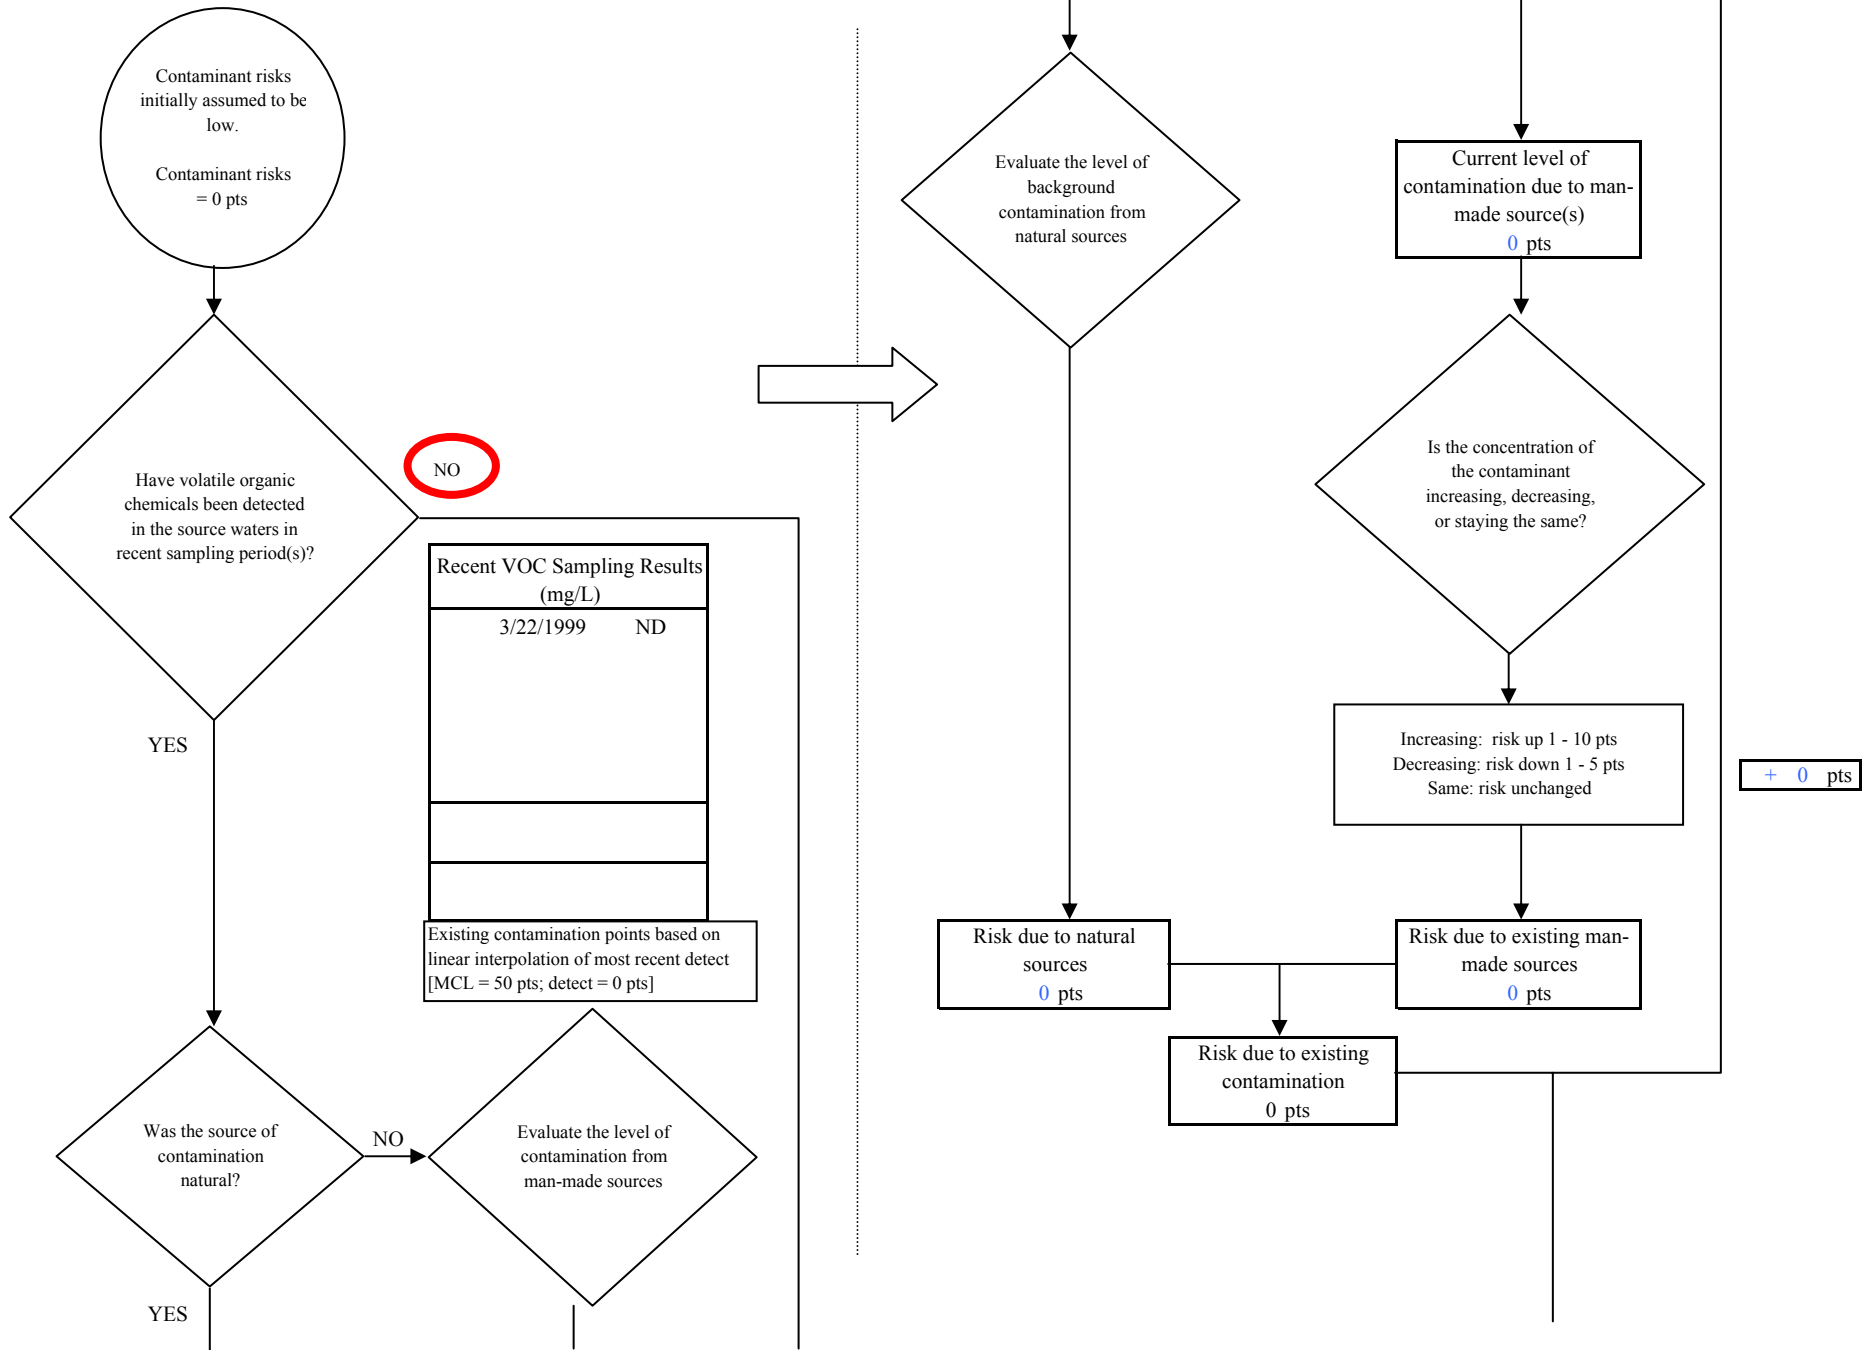 Contaminant risks
initially assumed to be
low.
Contaminant risks
= 0 pts
Have volatile organic
chemicals been detected
in the source waters in
recent sampling period(s)?
NO
Recent VOC Sampling Results
(mg/L)
3/22/1999 ND
YES
Existing contamination points based on
linear interpolation of most recent detect
[MCL = 50 pts; detect = 0 pts]
Was the source of
contamination
natural?
NO
Evaluate the level of
contamination from
man-made sources
YES
Evaluate the level of
background
contamination from
natural sources
Current level of
contamination due to man-
made source(s)
0 pts
Is the concentration of
the contaminant
increasing, decreasing,
or staying the same?
Increasing: risk up 1 - 10 pts
Decreasing: risk down 1 - 5 pts
Same: risk unchanged
+ 0 pts
Risk due to natural
sources
0 pts
Risk due to existing man-
made sources
0 pts
Risk due to existing
contamination
0 pts